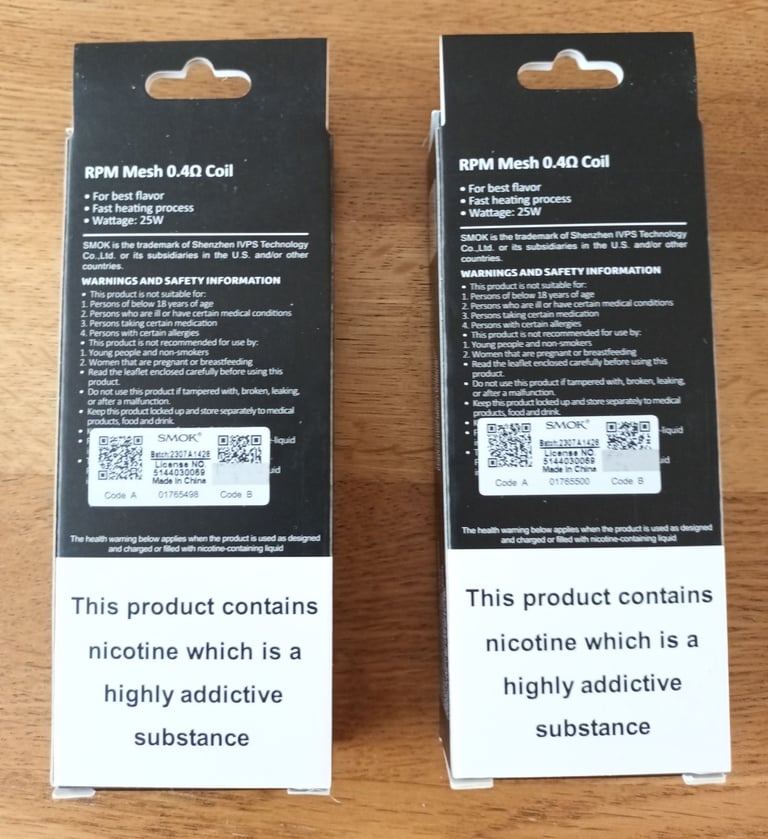 RPM Mesh 0.4Ω Coil
• For best flavor
• Fast heating process
• Wattage: 25W
SMOK is the trademark of Shenzhen IVPS Technology
Co.,Ltd. or its subsidiaries in the U.S. and/or other
countries.
WARNINGS AND SAFETY INFORMATION
• This product is not suitable for:
1. Persons of below 18 years of age
2. Persons who are ill or have certain medical conditions
3. Persons taking certain medication
4. Persons with certain allergies
• This product is not recommended for use by:
1. Young people and non-smokers
2. Women that are pregnant or breastfeeding
• Read the leaflet enclosed carefully before using this
product.
• Do not use this product if tampered with, broken, leaking,
or after a malfunction.
• Keep this product locked up and store separately to medical
products, food and drink.
-liquid
SMOK®
Batch:2307A1428
License NO.
5144030069
Made in China
Code A 01765498 Code B
The health warning below applies when the product is used as designed
and charged or filled with nicotine-containing liquid
This product contains
nicotine which is a
highly addictive
substance
RPM Mesh 0.4Ω Coil
• For best flavor
• Fast heating process
• Wattage: 25W
SMOK is the trademark of Shenzhen IVPS Technology
Co.,Ltd. or its subsidiaries in the U.S. and/or other
countries.
WARNINGS AND SAFETY INFORMATION
• This product is not suitable for:
1. Persons of below 18 years of age
2. Persons who are ill or have certain medical conditions
3. Persons taking certain medication
4. Persons with certain allergies
• This product is not recommended for use by:
1. Young people and non-smokers
2. Women that are pregnant or breastfeeding
• Read the leaflet enclosed carefully before using this
product.
• Do not use this product if tampered with, broken, leaking,
or after a malfunction.
• Keep this product locked up and store separately to medical
products, food and drink.
-liquid
SMOK®
Batch:2307A1428
License NO.
5144030069
Made in China
Code A 01765500 Code B
The health warning below applies when the product is used as designed
and charged or filled with nicotine-containing liquid
This product contains
nicotine which is a
highly addictive
substance